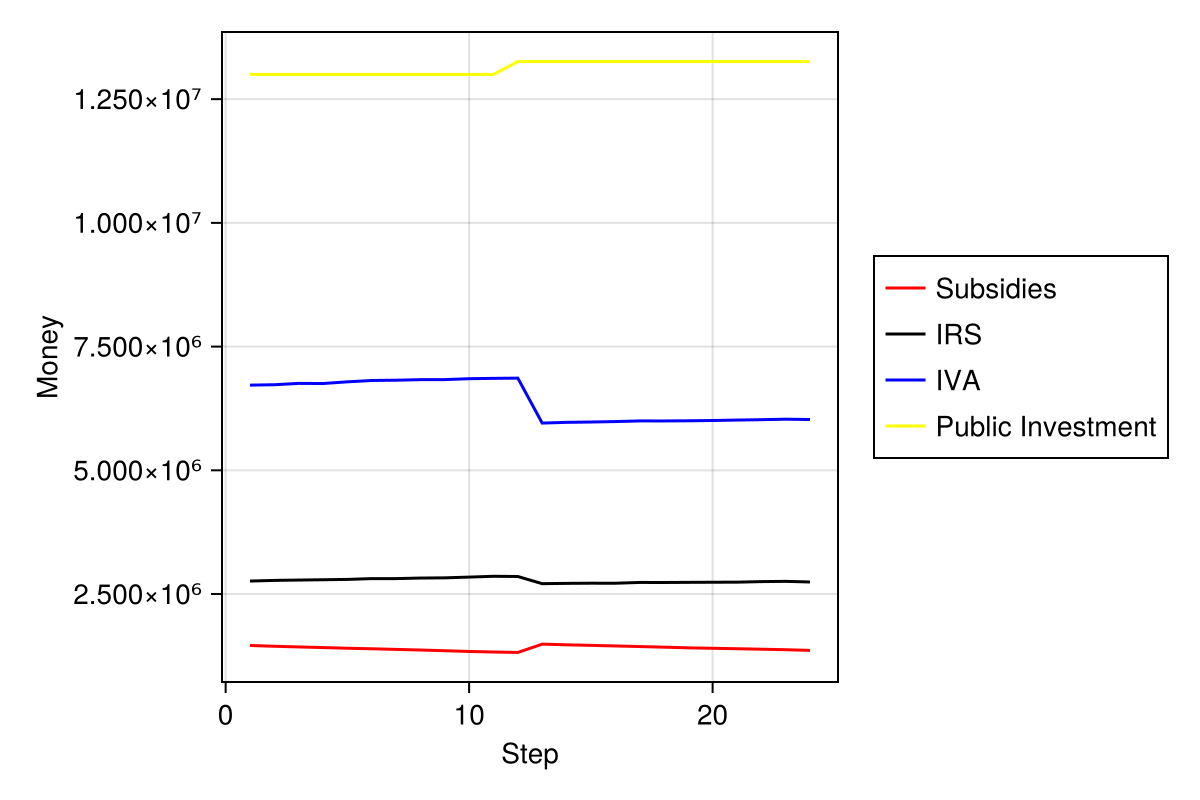 1.250×10⁷
1.000×10⁷
7.500×10⁶
5.000×10⁶
2.500×10⁶
Money
0 10 20
Step
Subsidies
IRS
IVA
Public Investment